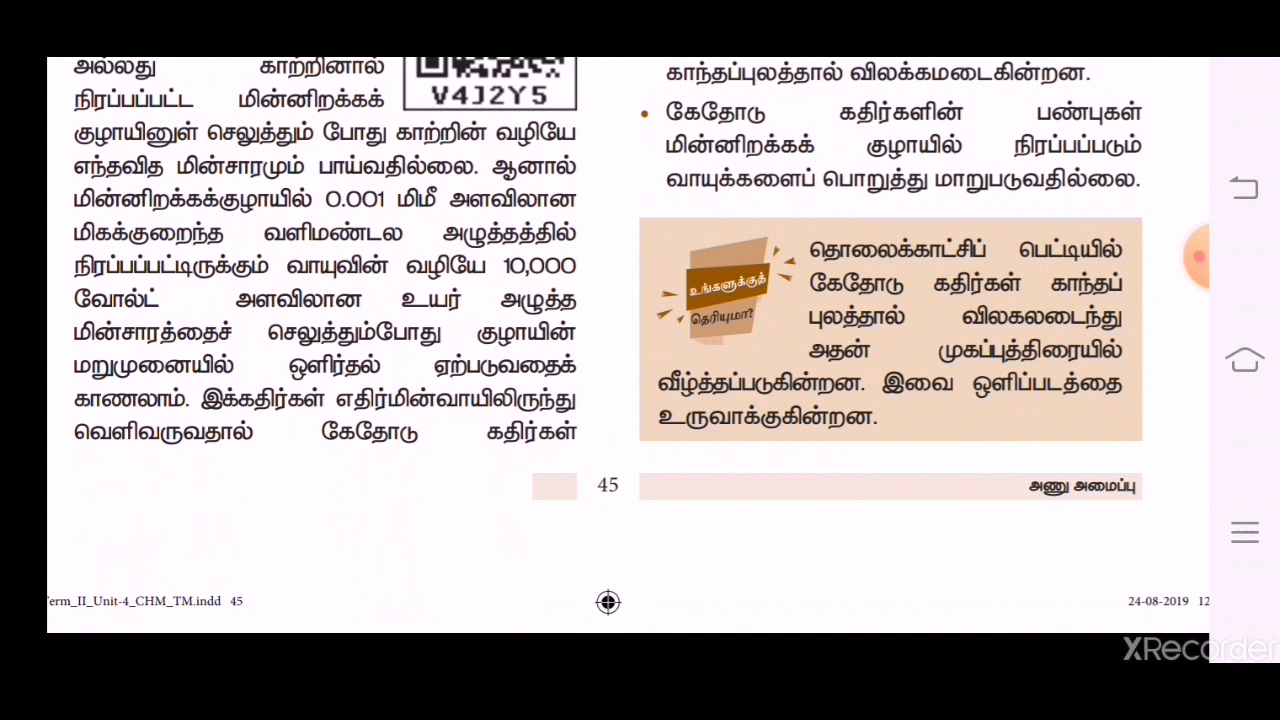 அல்லது காற்றினால்
நிரப்பப்பட்ட மின்னிறக்கக்
V4J2Y5
குழாயினுள் செலுத்தும் போது காற்றின் வழியே
எந்தவித மின்சாரமும் பாய்வதில்லை. ஆனால்
மின்னிறக்கக்குழாயில் 0.001 மிமீ அளவிலான
மிகக்குறைந்த வளிமண்டல அழுத்தத்தில்
நிரப்பப்பட்டிருக்கும் வாயுவின் வழியே 10,000
வோல்ட் அளவிலான உயர் அழுத்த
மின்சாரத்தைச் செலுத்தும்போது குழாயின்
மறுமுனையில் ஒளிர்தல் ஏற்படுவதைக்
காணலாம். இக்கதிர்கள் எதிர்மின்வாயிலிருந்து
வெளிவருவதால் கேதோடு கதிர்கள்
காந்தப்புலத்தால் விலக்கமடைகின்றன.
• கேதோடு கதிர்களின் பண்புகள்
மின்னிறக்கக் குழாயில் நிரப்பப்படும்
வாயுக்களைப் பொறுத்து மாறுபடுவதில்லை.
உங்களுக்குத்
தெரியுமா?
தொலைக்காட்சிப் பெட்டியில்
கேதோடு கதிர்கள் காந்தப்
புலத்தால் விலகலடைந்து
அதன் முகப்புத்திரையில்
வீழ்த்தப்படுகின்றன. இவை ஒளிப்படத்தை
உருவாக்குகின்றன.
45
அணு அமைப்பு
Term_II_Unit-4_CHM_TM.indd 45
24-08-2019 12
XRecorder